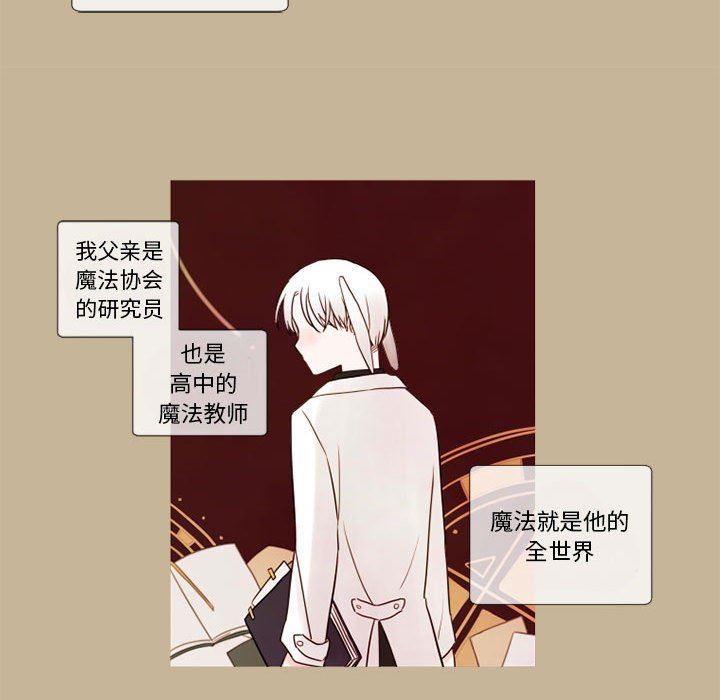 我父亲是
魔法协会
的研究员
也是
高中的
魔法教师
魔法就是他的
全世界